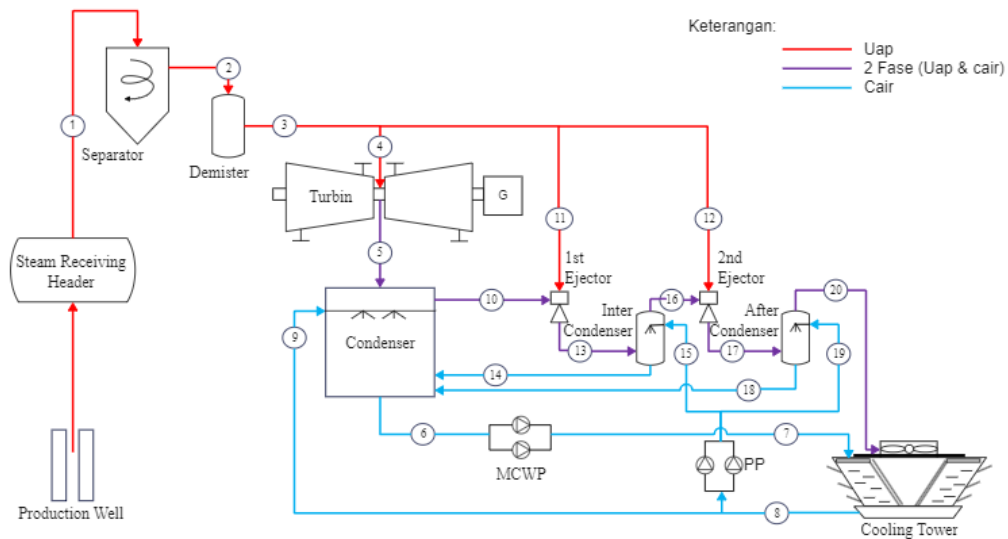 Keterangan:
Uap
2 Fase (Uap & cair)
Cair
1
2
3
Separator
Demister
4
Turbin
G
11
12
Steam Receiving
Header
5
1st
Ejector
2nd
Ejector
10
16
20
9
Condenser
Inter
Condenser
After
Condenser
13
15
17
19
14
18
6
7
MCWP
PP
8
Production Well
Cooling Tower